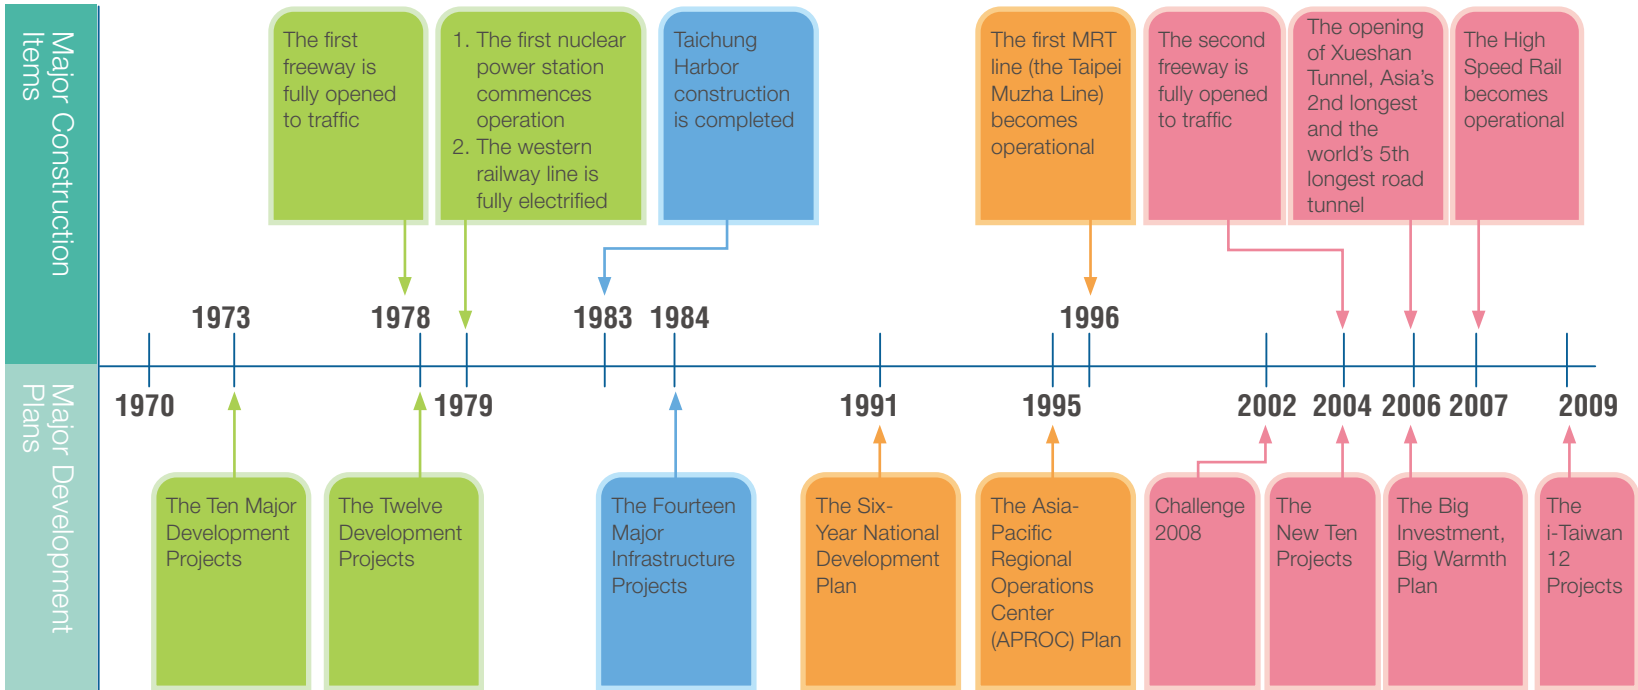 Major Construction
Items
The first
freeway is
fully opened
to traffic
1. The first nuclear
power station
commences
operation
2. The western
railway line is
fully electrified
Taichung
Harbor
construction
is completed
The first MRT
line (the Taipei
Muzha Line)
becomes
operational
The second
freeway is
fully opened
to traffic
The opening
of Xueshan
Tunnel, Asia’s
2nd longest
and the
world’s 5th
longest road
tunnel
The High
Speed Rail
becomes
operational
1973
1978
1983
1984
1996
1970
1979
1991
1995
2002
2004
2006
2007
2009
Major Development
Plans
The Ten Major
Development
Projects
The Twelve
Development
Projects
The Fourteen
Major
Infrastructure
Projects
The Six-
Year National
Development
Plan
The Asia-
Pacific
Regional
Operations
Center
(APROC) Plan
Challenge
2008
The
New Ten
Projects
The Big
Investment,
Big Warmth
Plan
The
i-Taiwan
12
Projects